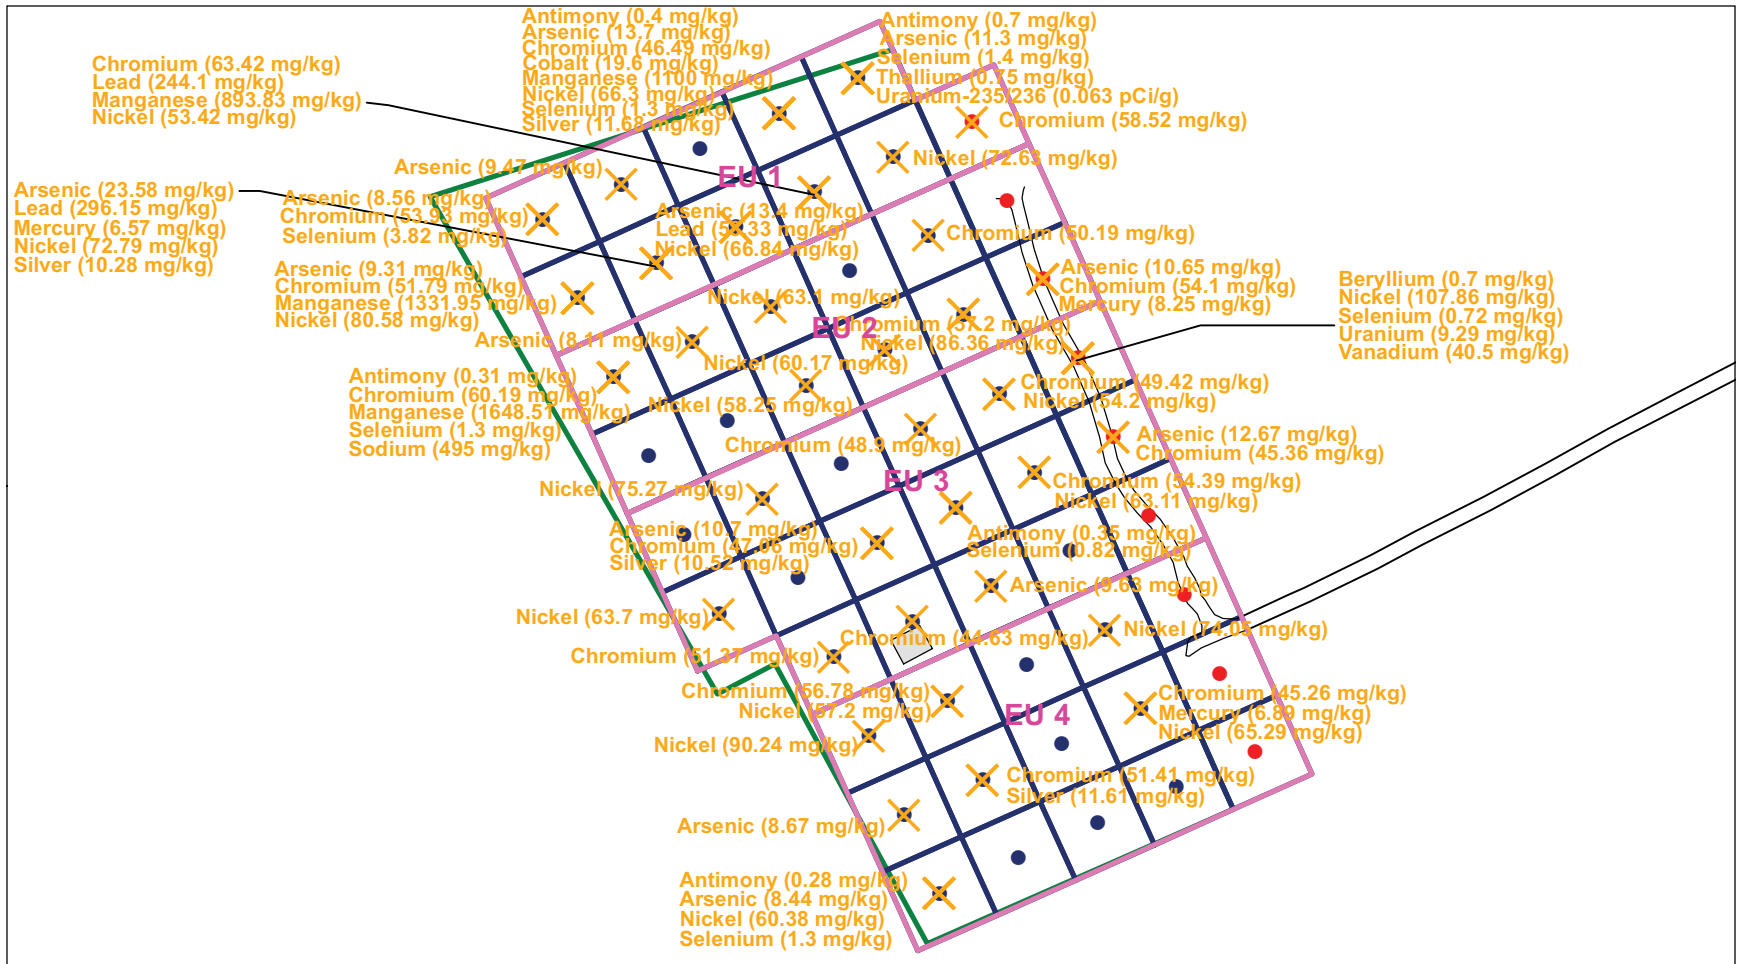 Antimony (0.4 mg/kg)
Arsenic (13.7 mg/kg)
Chromium (46.49 mg/kg)
Cobalt (19.6 mg/kg)
Manganese (1100 mg/kg)
Nickel (66.3 mg/kg)
Selenium (1.3 mg/kg)
Silver (11.68 mg/kg)
Antimony (0.7 mg/kg)
Arsenic (11.3 mg/kg)
Selenium (1.4 mg/kg)
Thallium (0.75 mg/kg)
Uranium-235/236 (0.063 pCi/g)
Chromium (63.42 mg/kg)
Lead (244.1 mg/kg)
Manganese (893.83 mg/kg)
Nickel (53.42 mg/kg)
Chromium (58.52 mg/kg)
Nickel (72.63 mg/kg)
Arsenic (9.47 mg/kg)
EU 1
Arsenic (23.58 mg/kg)
Lead (296.15 mg/kg)
Mercury (6.57 mg/kg)
Nickel (72.79 mg/kg)
Silver (10.28 mg/kg)
Arsenic (8.56 mg/kg)
Chromium (53.93 mg/kg)
Selenium (3.82 mg/kg)
Arsenic (13.4 mg/kg)
Nickel (66.84 mg/kg)
Chromium (50.19 mg/kg)
Arsenic (9.31 mg/kg)
Chromium (51.79 mg/kg)
Manganese (1331.95 mg/kg)
Nickel (80.58 mg/kg)
Arsenic (10.65 mg/kg)
Chromium (54.1 mg/kg)
Mercury (8.25 mg/kg)
Beryllium (0.7 mg/kg)
Nickel (107.86 mg/kg)
Selenium (0.72 mg/kg)
Uranium (9.29 mg/kg)
Vanadium (40.5 mg/kg)
Nickel (63.1 mg/kg)
EU 2
Chromium (57.2 mg/kg)
Nickel (86.36 mg/kg)
Arsenic (8.11 mg/kg)
Nickel (60.17 mg/kg)
Antimony (0.31 mg/kg)
Chromium (60.19 mg/kg)
Manganese (1648.51 mg/kg)
Selenium (1.3 mg/kg)
Sodium (495 mg/kg)
Chromium (49.42 mg/kg)
Nickel (54.2 mg/kg)
Nickel (58.25 mg/kg)
Chromium (48.9 mg/kg)
Arsenic (12.67 mg/kg)
Chromium (45.36 mg/kg)
EU 3
Chromium (54.39 mg/kg)
Nickel (63.11 mg/kg)
Nickel (75.27 mg/kg)
Arsenic (10.7 mg/kg)
Chromium (47.06 mg/kg)
Silver (10.52 mg/kg)
Antimony (0.35 mg/kg)
Selenium (0.82 mg/kg)
Arsenic (9.63 mg/kg)
Nickel (63.7 mg/kg)
Chromium (44.63 mg/kg)
Nickel (74.05 mg/kg)
Chromium (51.37 mg/kg)
Chromium (56.78 mg/kg)
Nickel (57.2 mg/kg)
EU 4
Chromium (45.26 mg/kg)
Mercury (6.89 mg/kg)
Nickel (65.29 mg/kg)
Nickel (90.24 mg/kg)
Chromium (51.41 mg/kg)
Silver (11.61 mg/kg)
Arsenic (8.67 mg/kg)
Antimony (0.28 mg/kg)
Arsenic (8.44 mg/kg)
Nickel (60.38 mg/kg)
Selenium (1.3 mg/kg)